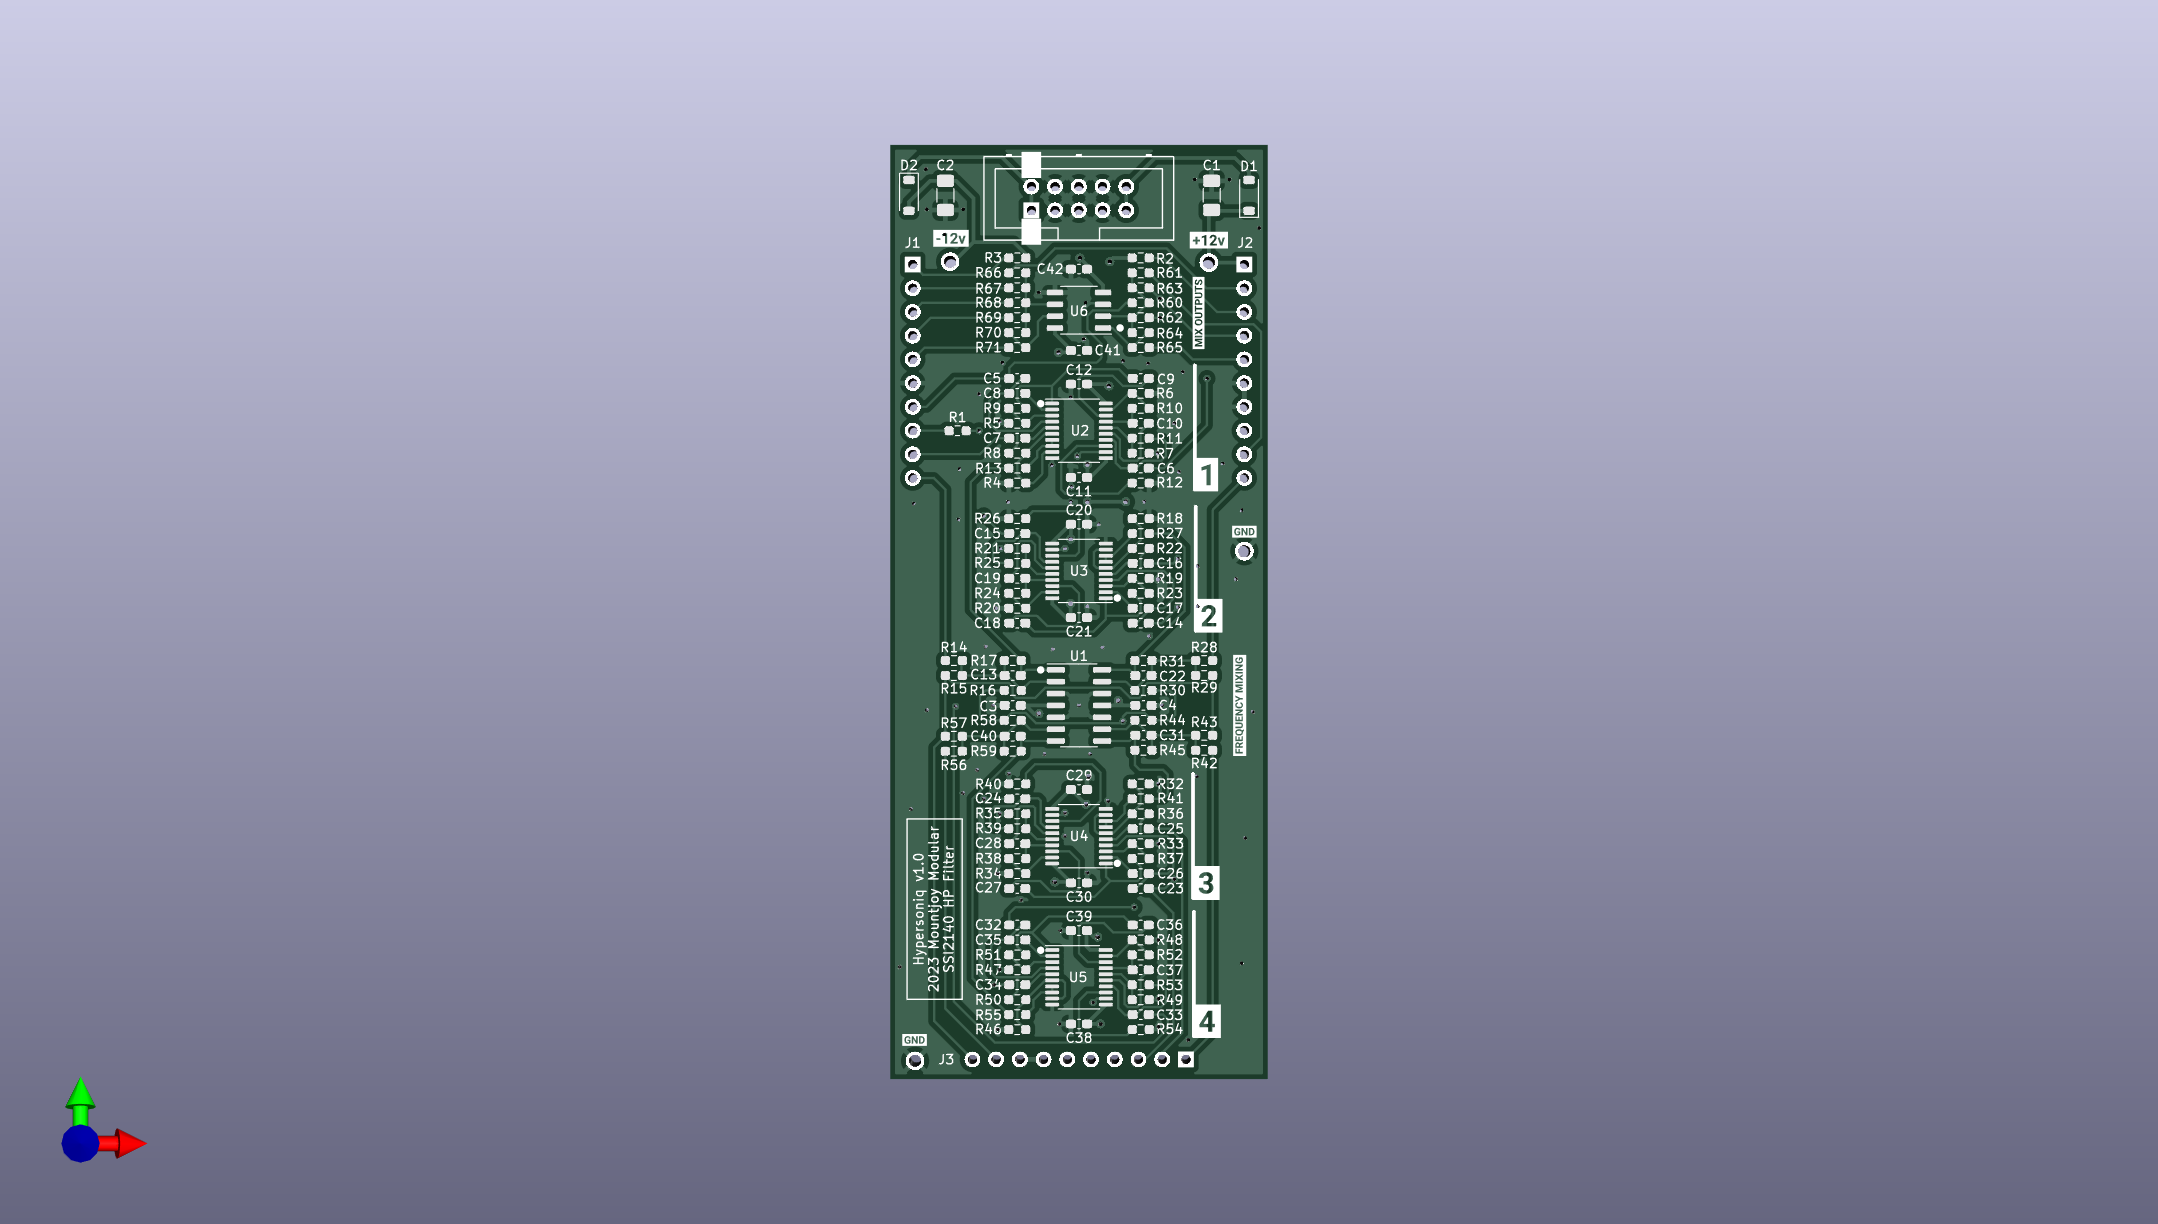 D2 C2 C1 D1
J1 -12v +12v J2
R3 C42 R2
R66 R61
R67 R63
R68 U6 R60
R69 R62
R70 R64
R71 C41 R65
MIX OUTPUTS
C12
C5 C9
C8 R6
R9 R10
R1 R5 U2 C10
C7 R11
R8 R7
R13 C6
R4 C11 R12
1
C20
R26 R18
C15 R27
R21 R22
R25 U3 C16
C19 R19
R24 R23
R20 C17
C18 C21 C14
GND
2
R14 U1 R28
R17 R31
C13 C22
R15 R16 R30 R29
C3 C4
R57 R58 R44 R43
C40 C31
R59 R45
R56 R42
FREQUENCY MIXING
C29
R40 R32
C24 R41
R35 R36
R39 U4 C25
C28 R33
R38 R37
R34 C26
C27 C30 C23
3
Hypersoniq v1.0
2023 Mountjoy Modular
SSI2140 HP Filter
C39
C32 C36
C35 R48
R51 R52
R47 U5 C37
C34 R53
R50 R49
R55 C33
R46 C38 R54
4
GND
J3